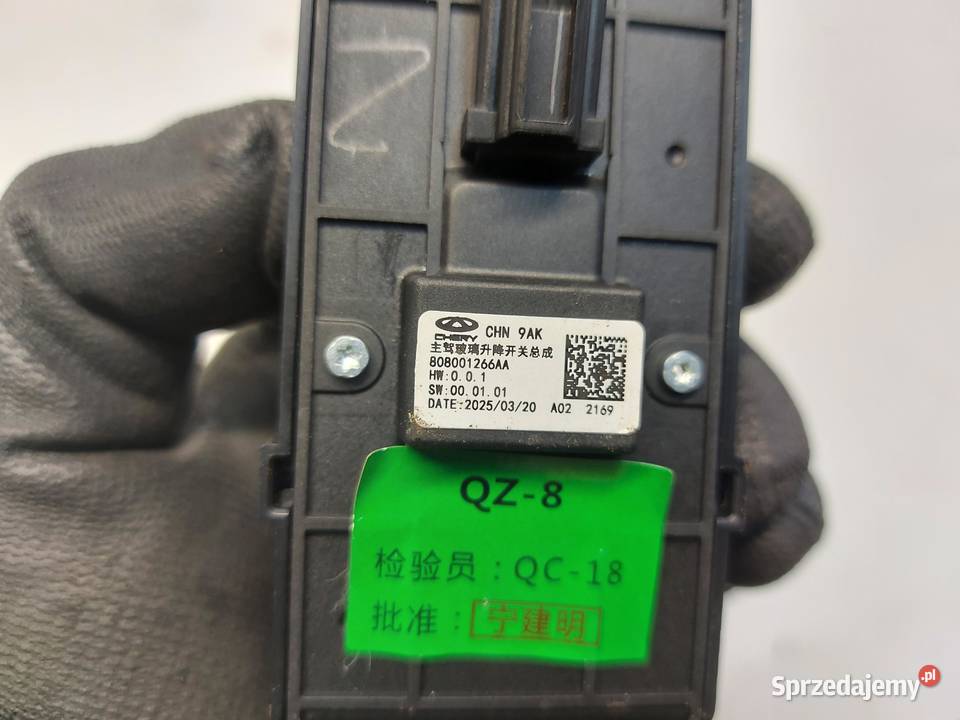 CHERY CHN 9AK
主驾玻璃升降开关总成
808001266AA
HW:0.0.1
SW:00.01.01
DATE:2025/03/20 A02 2169
QZ-8
检验员：QC-18
批准：宁建明
Sprzedajemy.pl